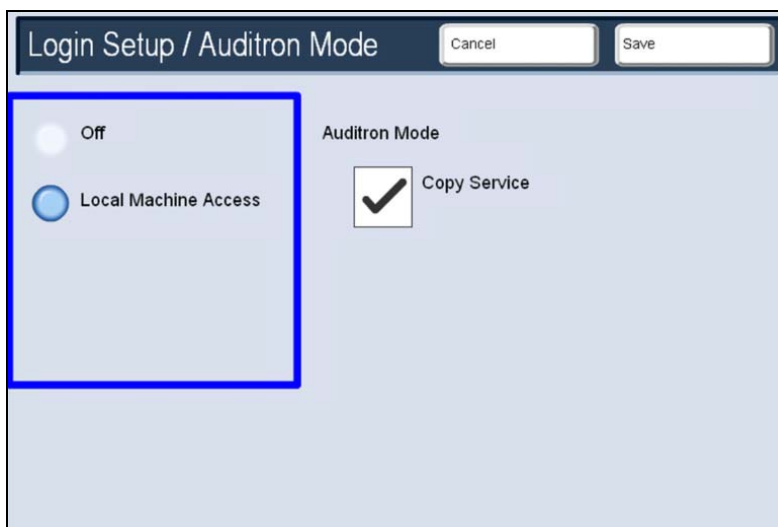 Login Setup / Auditron Mode
Cancel
Save
Off
Local Machine Access
Auditron Mode
Copy Service